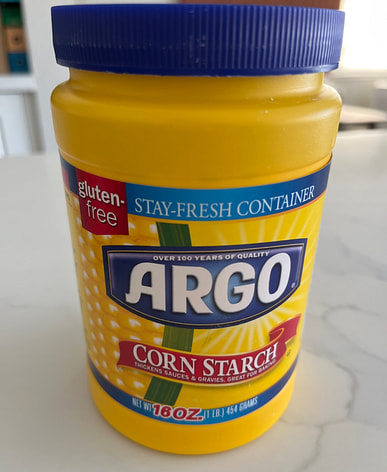 gluten-
free
STAY-FRESH CONTAINER
OVER 100 YEARS OF QUALITY
ARGO®
CORN STARCH
THICKENS SAUCES & GRAVIES. GREAT FOR BAKING.
NET WT 16 OZ. (1 LB.) 454 GRAMS